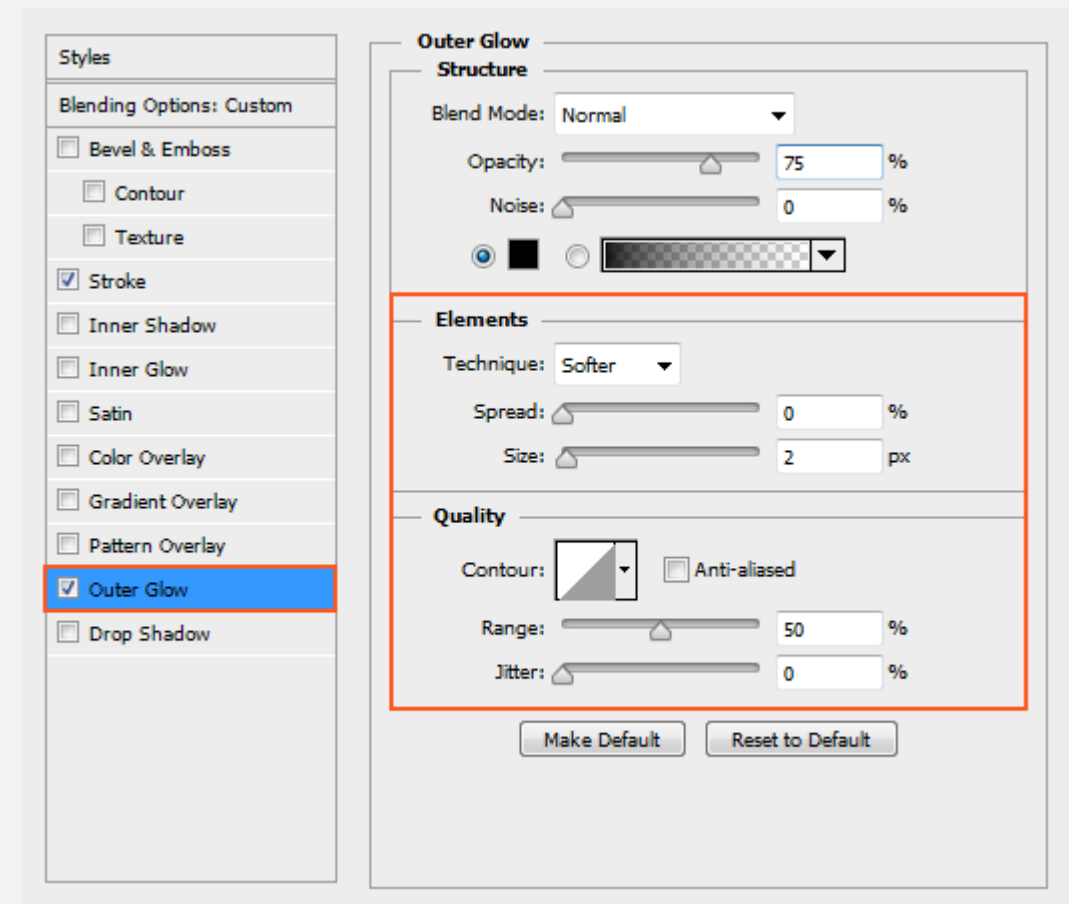 Styles
Blending Options: Custom
Bevel & Emboss
Contour
Texture
Stroke
Inner Shadow
Inner Glow
Satin
Color Overlay
Gradient Overlay
Pattern Overlay
Outer Glow
Drop Shadow
Outer Glow
Structure
Blend Mode: Normal
Opacity: 75 %
Noise: 0 %
Elements
Technique: Softer
Spread: 0 %
Size: 2 px
Quality
Contour: Anti-aliased
Range: 50 %
Jitter: 0 %
Make Default Reset to Default